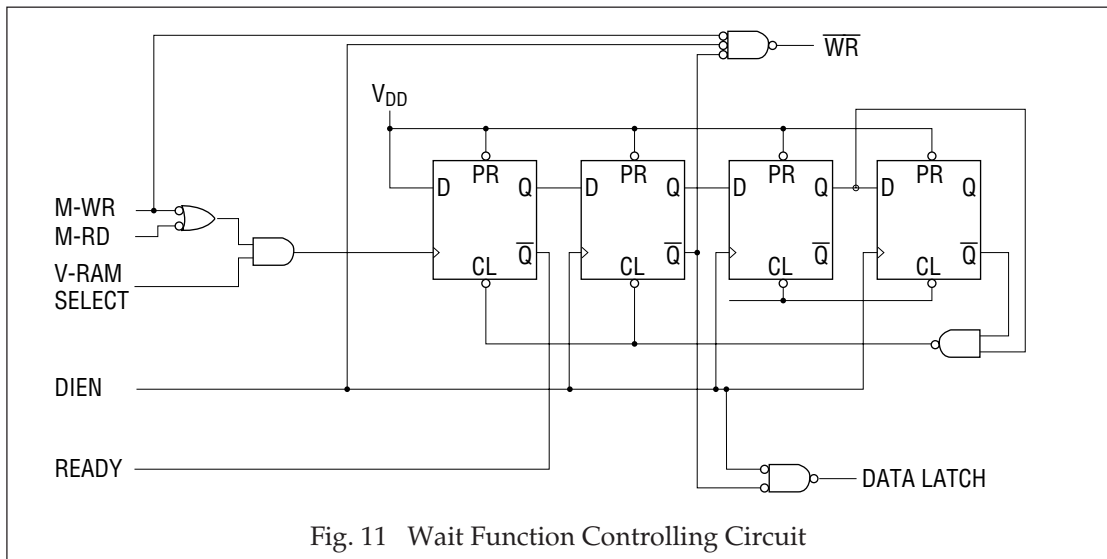 WR
VDD
D PR Q D PR Q D PR Q D PR Q
M-WR
M-RD
Q Q Q Q
CL CL CL CL
V-RAM
SELECT
DIEN
READY
DATA LATCH
Fig. 11 Wait Function Controlling Circuit